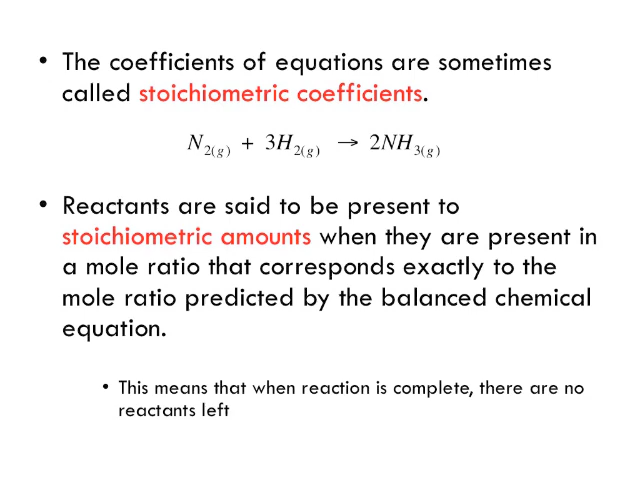 • The coefficients of equations are sometimes
called stoichiometric coefficients.
N₂₍g₎ + 3H₂₍g₎ → 2NH₃₍g₎
• Reactants are said to be present to
stoichiometric amounts when they are present in
a mole ratio that corresponds exactly to the
mole ratio predicted by the balanced chemical
equation.
• This means that when reaction is complete, there are no
reactants left